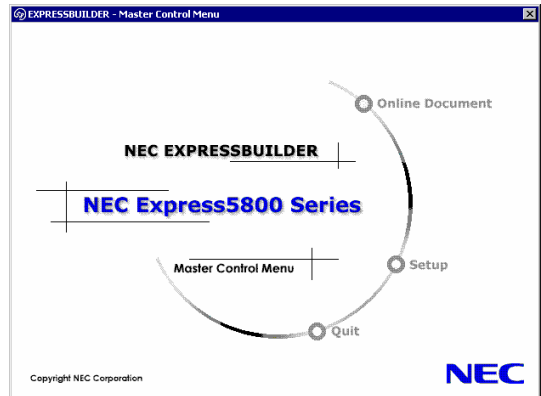 EXPRESSBUILDER - Master Control Menu
Online Document
NEC EXPRESSBUILDER
NEC Express5800 Series
Master Control Menu
Setup
Quit
Copyright NEC Corporation
NEC